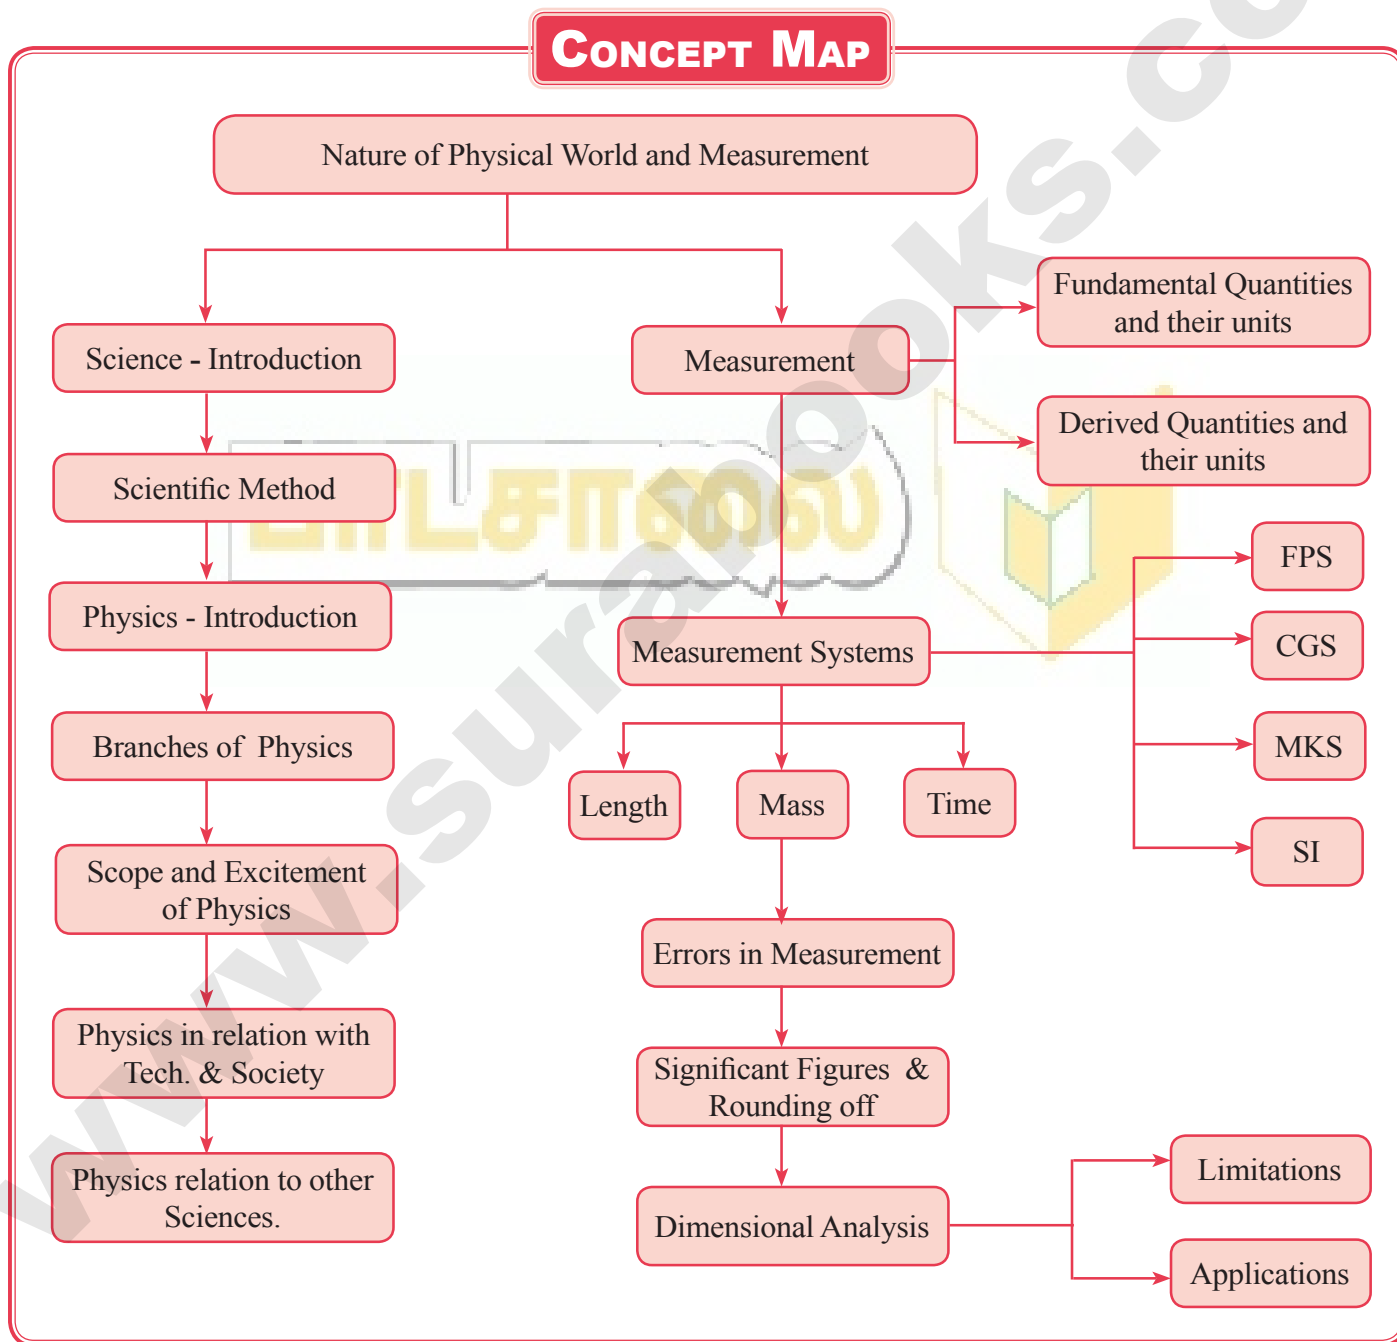 CONCEPT MAP
Nature of Physical World and Measurement
Science - Introduction
Scientific Method
Physics - Introduction
Branches of Physics
Scope and Excitement
of Physics
Physics in relation with
Tech. & Society
Physics relation to other
Sciences.
Measurement
Fundamental Quantities
and their units
Derived Quantities and
their units
Measurement Systems
FPS
CGS
MKS
SI
Length
Mass
Time
Errors in Measurement
Significant Figures &
Rounding off
Dimensional Analysis
Limitations
Applications
பாடசாலை
www.surabooks.co